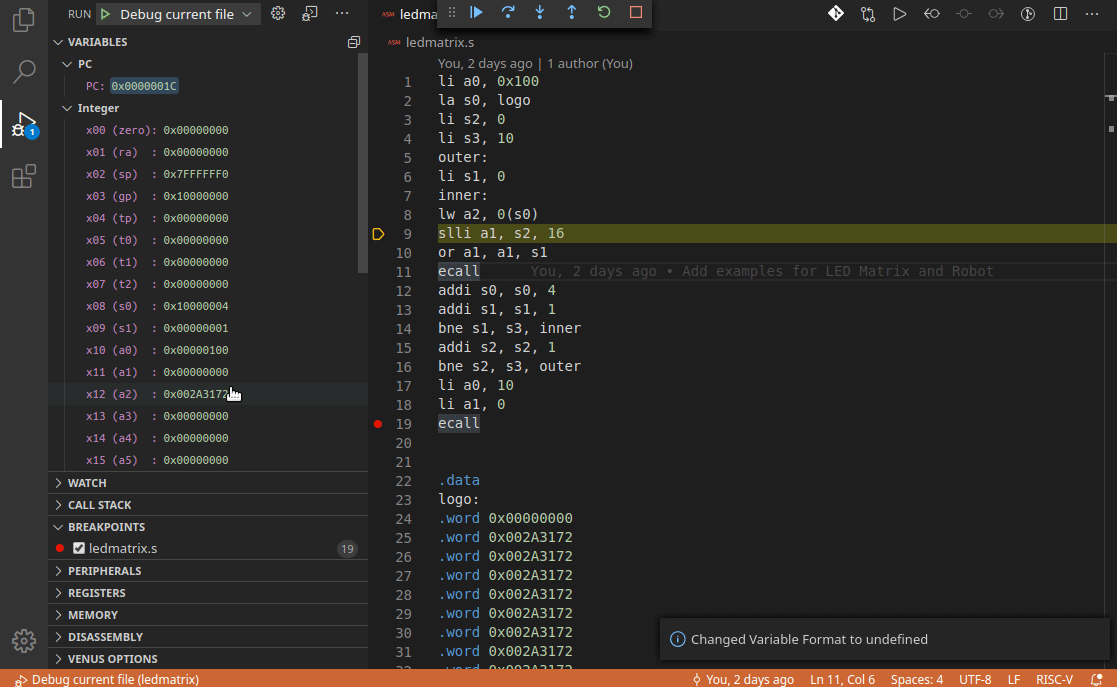 RUN Debug current file
VARIABLES
PC
PC: 0x0000001C
Integer
x00 (zero): 0x00000000
x01 (ra) : 0x00000000
x02 (sp) : 0x7FFFFFF0
x03 (gp) : 0x10000000
x04 (tp) : 0x00000000
x05 (t0) : 0x00000000
x06 (t1) : 0x00000000
x07 (t2) : 0x00000000
x08 (s0) : 0x10000004
x09 (s1) : 0x00000001
x10 (a0) : 0x00000100
x11 (a1) : 0x00000000
x12 (a2) : 0x002A3172
x13 (a3) : 0x00000000
x14 (a4) : 0x00000000
x15 (a5) : 0x00000000
WATCH
CALL STACK
BREAKPOINTS
ledmatrix.s 19
PERIPHERALS
REGISTERS
MEMORY
DISASSEMBLY
VENUS OPTIONS
ASM ledma
ASM ledmatrix.s
You, 2 days ago | 1 author (You)
1 li a0, 0x100
2 la s0, logo
3 li s2, 0
4 li s3, 10
5 outer:
6 li s1, 0
7 inner:
8 lw a2, 0(s0)
9 slli a1, s2, 16
10 or a1, a1, s1
11 ecall You, 2 days ago • Add examples for LED Matrix and Robot
12 addi s0, s0, 4
13 addi s1, s1, 1
14 bne s1, s3, inner
15 addi s2, s2, 1
16 bne s2, s3, outer
17 li a0, 10
18 li a1, 0
19 ecall
20
21
22 .data
23 logo:
24 .word 0x00000000
25 .word 0x002A3172
26 .word 0x002A3172
27 .word 0x002A3172
28 .word 0x002A3172
29 .word 0x002A3172
30 .word 0x002A3172
31 .word 0x002A3172
32 .word 0x002A3172
Changed Variable Format to undefined
1
Debug current file (ledmatrix)
You, 2 days ago Ln 11, Col 6 Spaces: 4 UTF-8 LF RISC-V